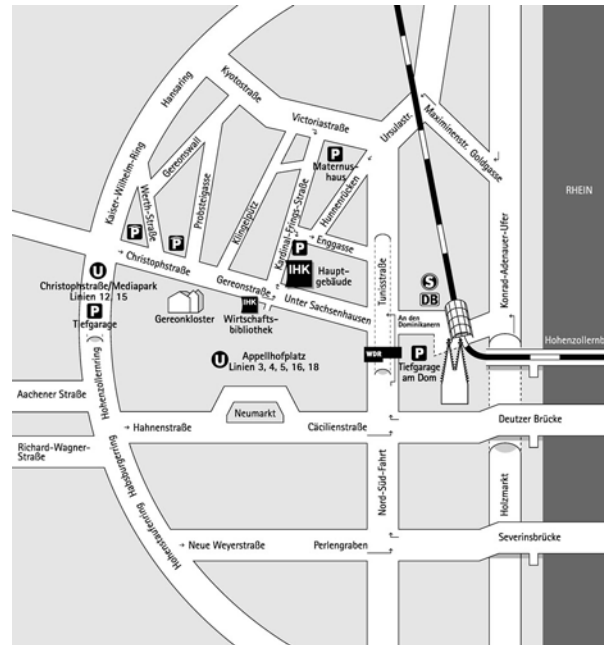 Hansaring
Kyotostraße
Victoriastraße
Ursulastr.
Maximinenstr.
Goldgasse
P
Maternus-
haus
Kaiser-Wilhelm-Ring
Werth-Straße
Gereonswall
Probsteigasse
Klingelpütz
Kardinal-Frings-Straße
Hunnenrücken
RHEIN
P
P
P
Enggasse
Christophstraße
IHK
Haupt-
gebäude
U
Christophstraße/Mediapark
Linien 12, 15
P
Tiefgarage
Gereonstraße
Unter Sachsenhausen
Gereonkloster
IHK
Wirtschafts-
bibliothek
Tunisstraße
S
DB
Konrad-Adenauer-Ufer
An den
Dominikanern
Hohenzollernb
U
Appellhofplatz
Linien 3, 4, 5, 16, 18
WDR
P
Tiefgarage
am Dom
Hohenzollernring
Aachener Straße
Neumarkt
Hahnenstraße
Cäcilienstraße
Deutzer Brücke
Richard-Wagner-
Straße
Habsburgerring
Hohenstaufenring
Nord-Süd-Fahrt
Holzmarkt
Neue Weyerstraße
Perlengraben
Severinsbrücke